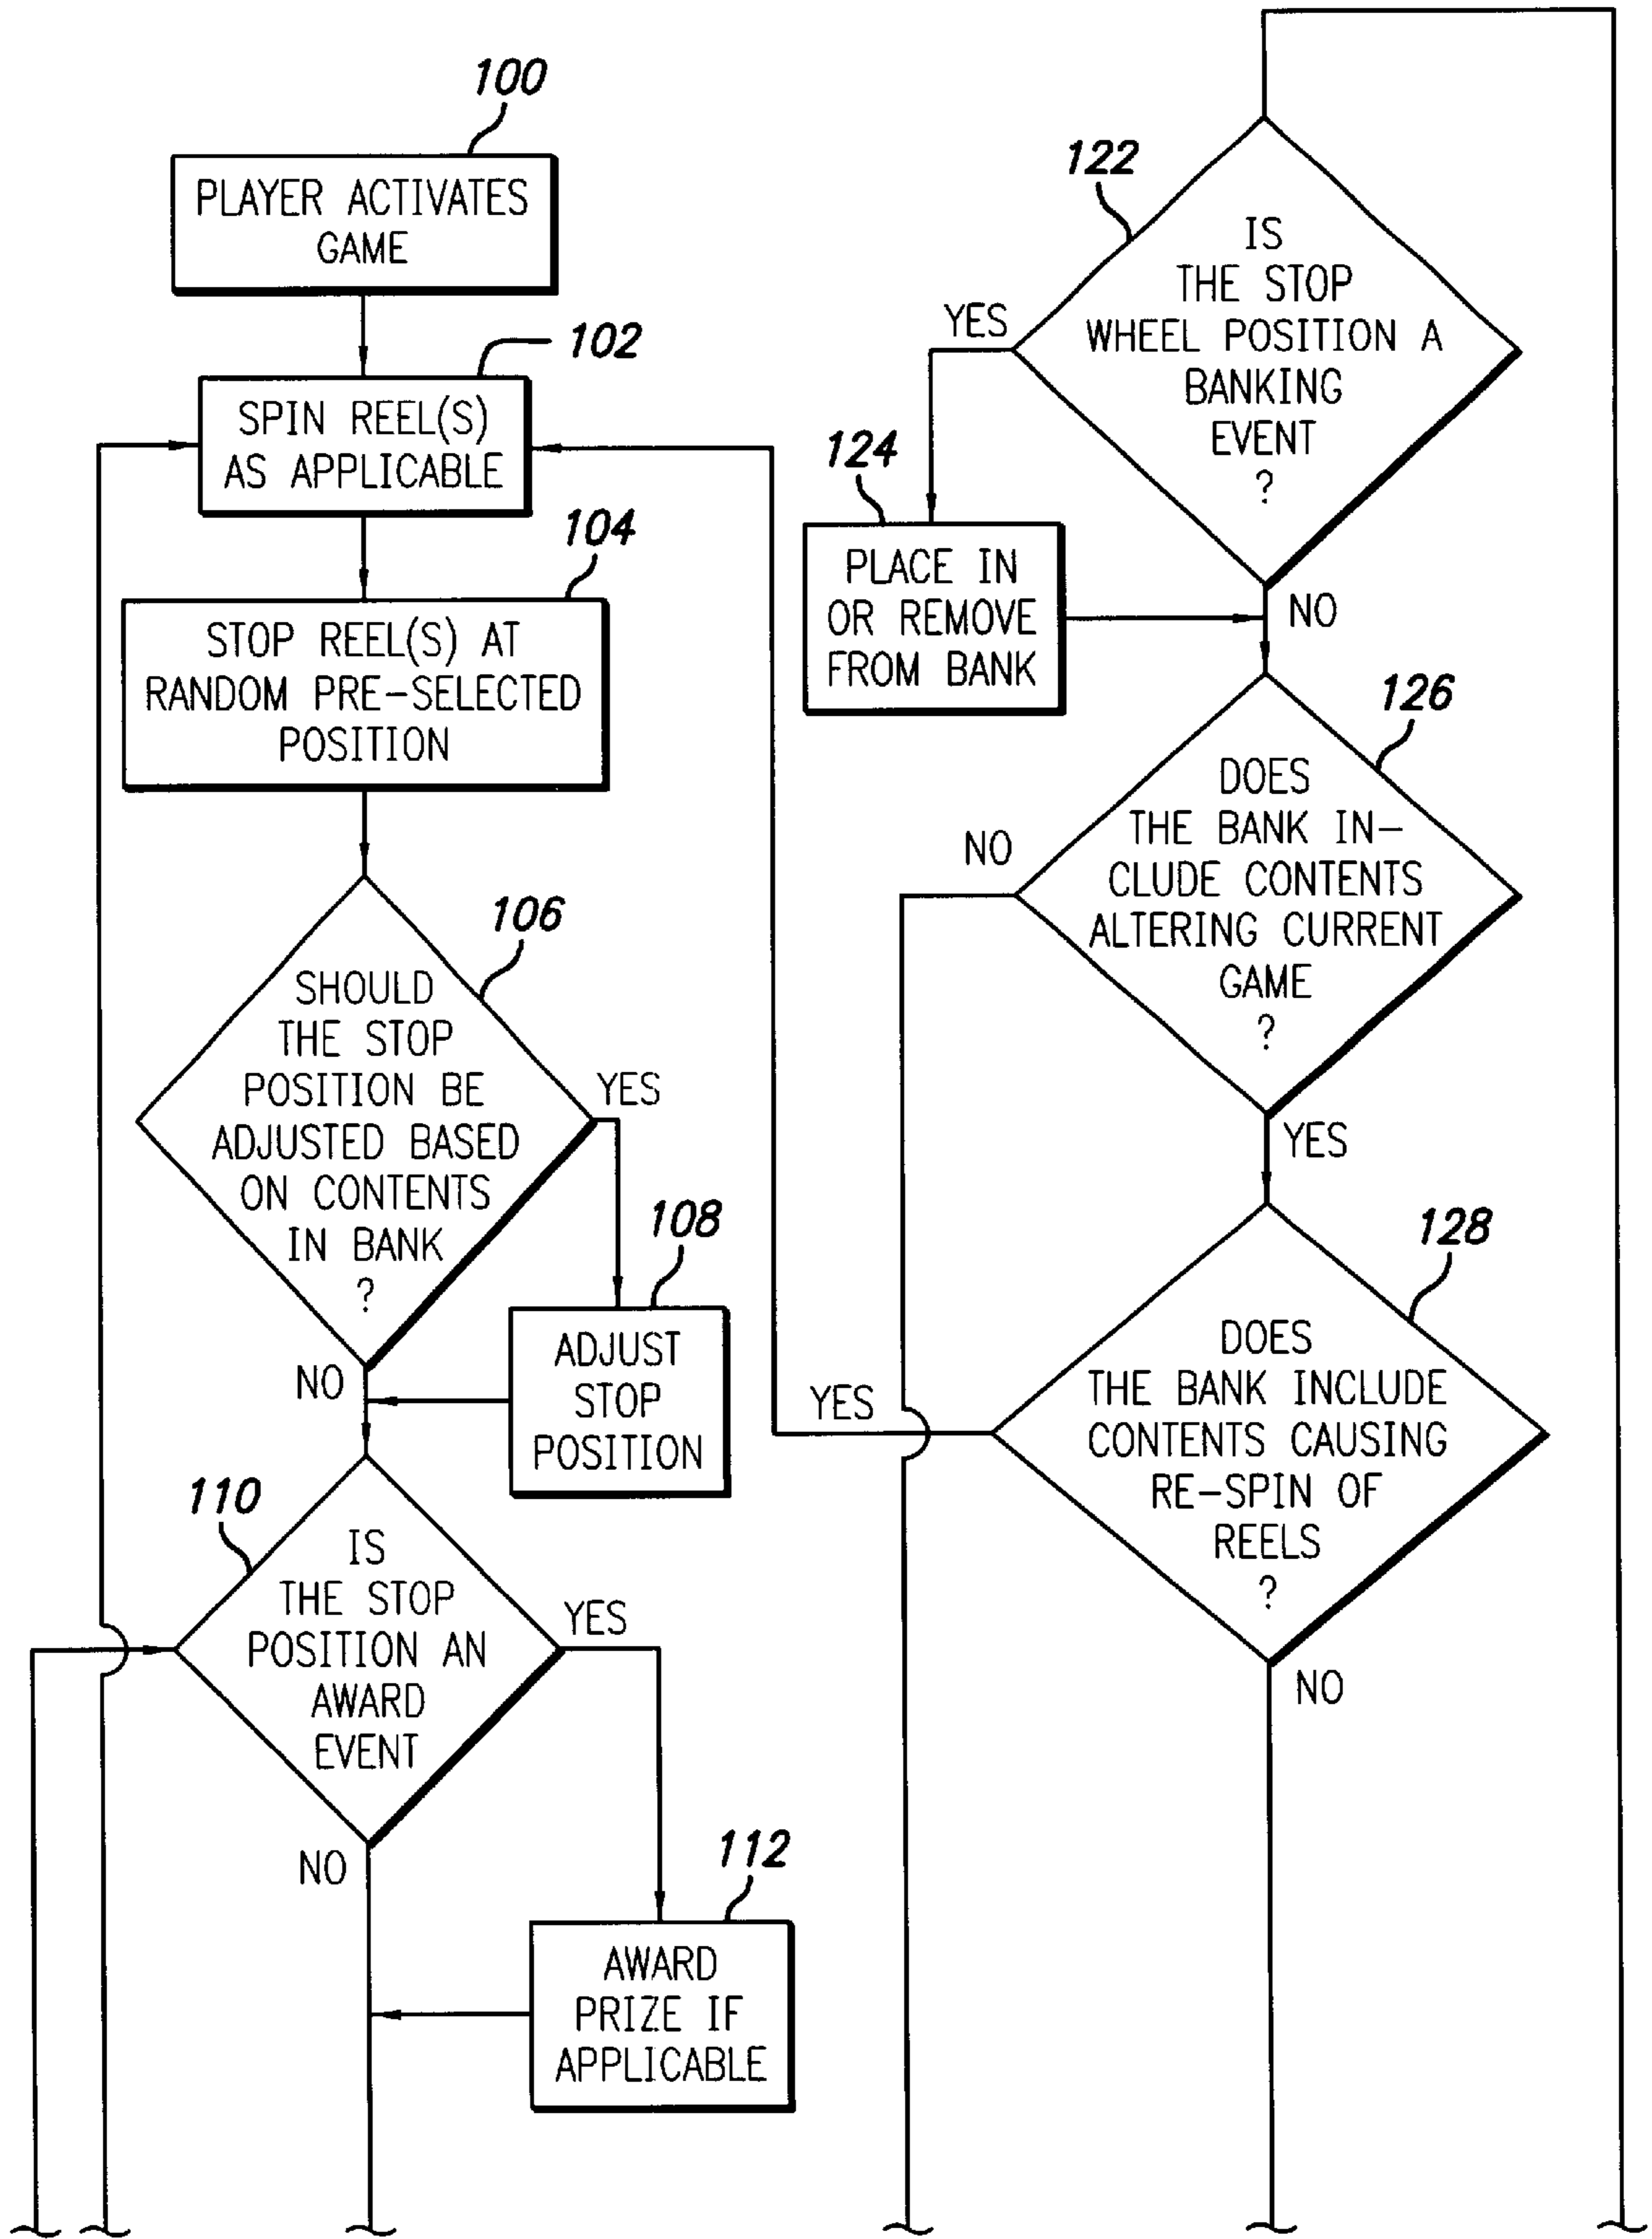 100
PLAYER ACTIVATES
GAME
102
SPIN REEL(S)
AS APPLICABLE
104
STOP REEL(S) AT
RANDOM PRE-SELECTED
POSITION
106
SHOULD
THE STOP
POSITION BE
ADJUSTED BASED
ON CONTENTS
IN BANK
?
YES
NO
108
ADJUST
STOP
POSITION
110
IS
THE STOP
POSITION AN
AWARD
EVENT
YES
NO
112
AWARD
PRIZE IF
APPLICABLE
122
IS
THE STOP
WHEEL POSITION A
BANKING
EVENT
?
YES
NO
124
PLACE IN
OR REMOVE
FROM BANK
126
DOES
THE BANK IN-
CLUDE CONTENTS
ALTERING CURRENT
GAME
?
NO
YES
128
DOES
THE BANK INCLUDE
CONTENTS CAUSING
RE-SPIN OF
REELS
?
YES
NO